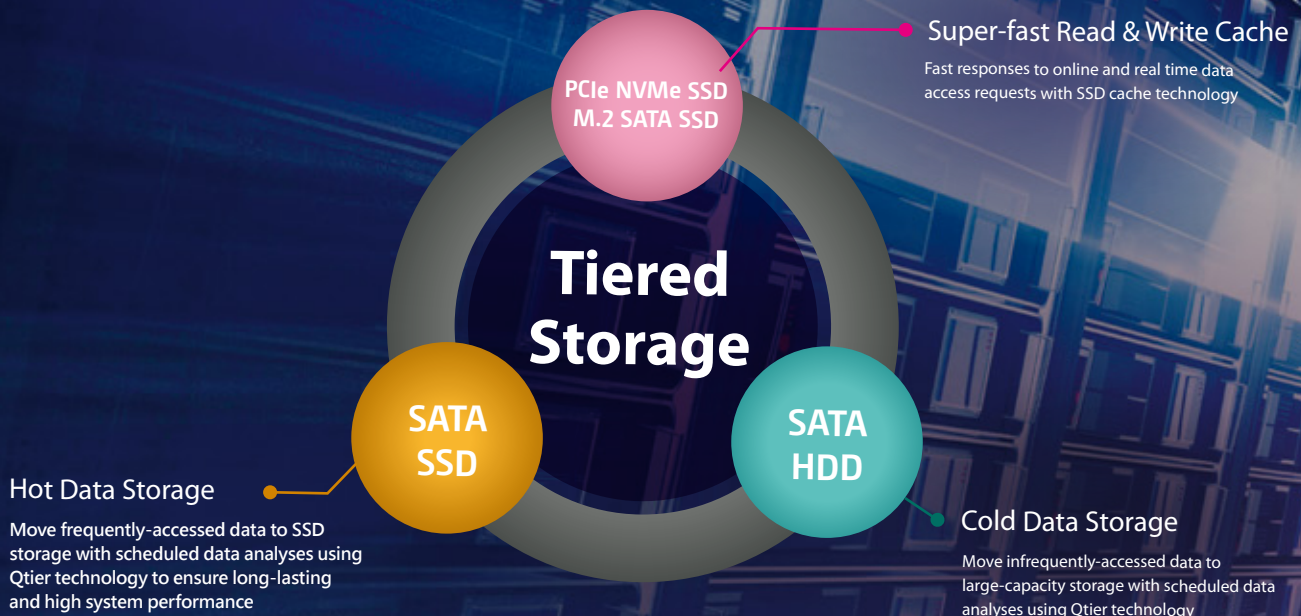 Super-fast Read & Write Cache
Fast responses to online and real time data
access requests with SSD cache technology
PCIe NVMe SSD
M.2 SATA SSD
Tiered
Storage
SATA
SSD
SATA
HDD
Hot Data Storage
Move frequently-accessed data to SSD
storage with scheduled data analyses using
Qtier technology to ensure long-lasting
and high system performance
Cold Data Storage
Move infrequently-accessed data to
large-capacity storage with scheduled data
analyses using Qtier technology